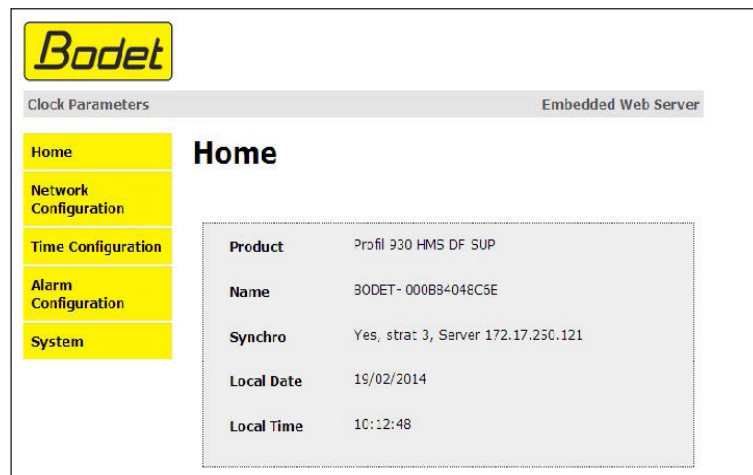 Bodet
Clock Parameters Embedded Web Server
Home
Network
Configuration
Time Configuration
Alarm
Configuration
System
Home
Product Profil 930 HMS DF SUP
Name BODET-000B84048C5E
Synchro Yes, strat 3, Server 172.17.250.121
Local Date 19/02/2014
Local Time 10:12:48